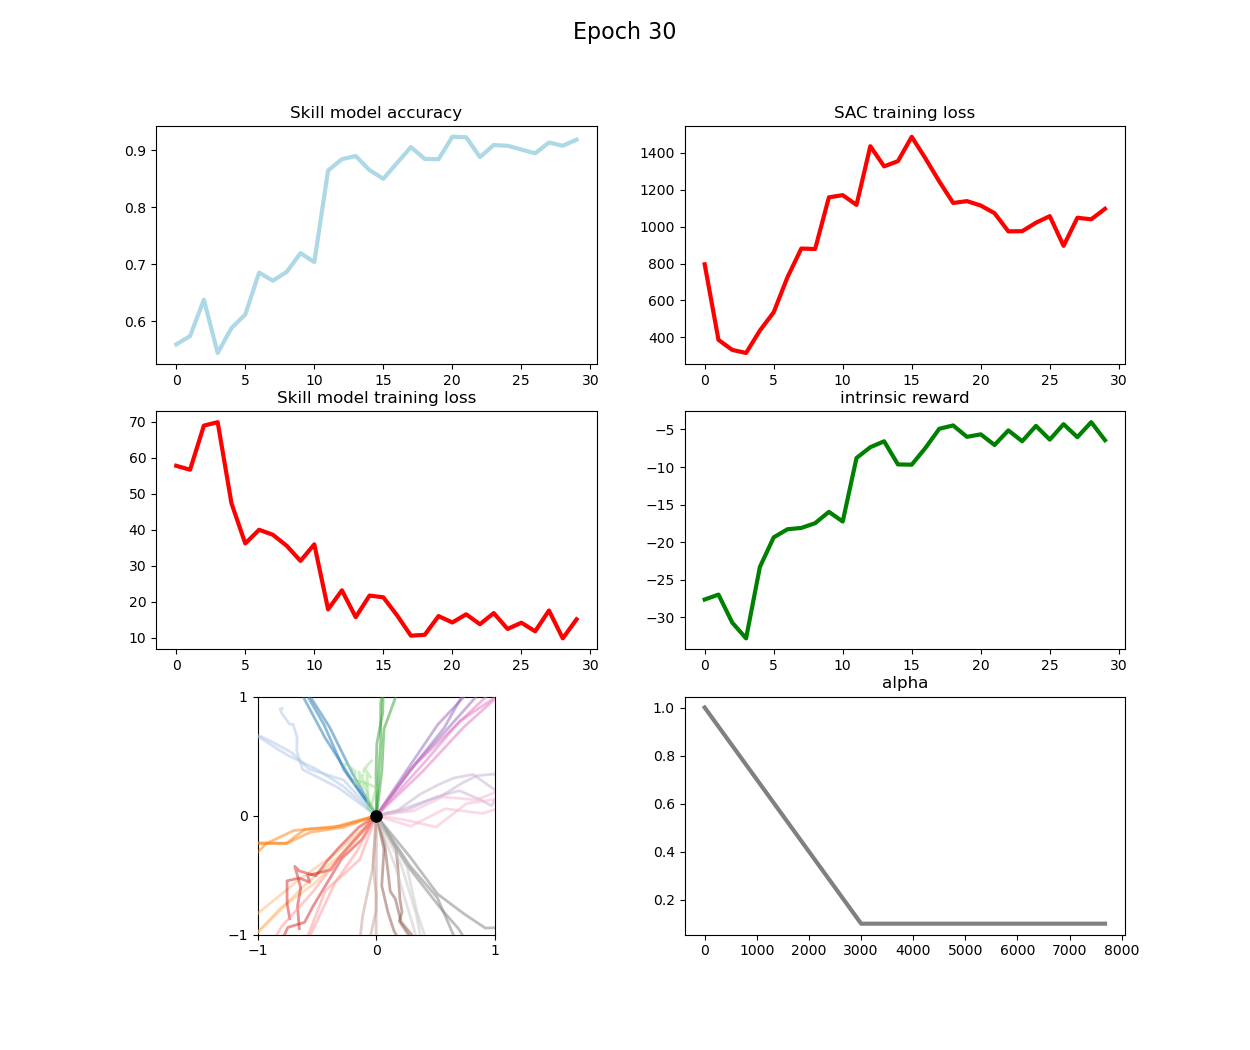 Epoch 30
Skill model accuracy
0.9
0.8
0.7
0.6
0 5 10 15 20 25 30
SAC training loss
1400
1200
1000
800
600
400
0 5 10 15 20 25 30
Skill model training loss
70
60
50
40
30
20
10
0 5 10 15 20 25 30
intrinsic reward
−5
−10
−15
−20
−25
−30
0 5 10 15 20 25 30
1
0
−1
−1 0 1
alpha
1.0
0.8
0.6
0.4
0.2
0 1000 2000 3000 4000 5000 6000 7000 8000